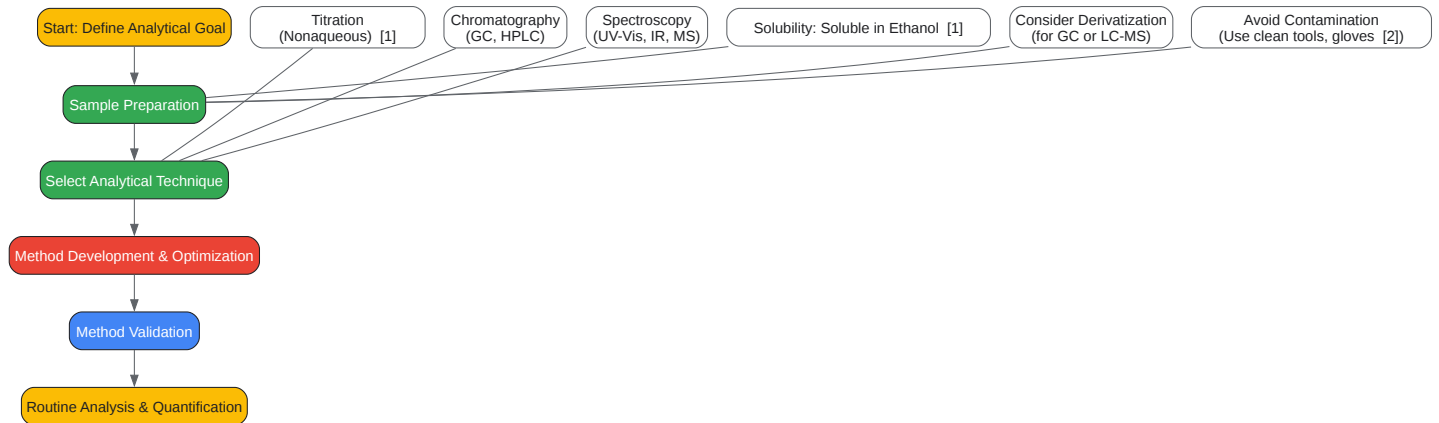 Start: Define Analytical Goal
Titration
(Nonaqueous) [1]
Chromatography
(GC, HPLC)
Spectroscopy
(UV-Vis, IR, MS)
Solubility: Soluble in Ethanol [1]
Consider Derivatization
(for GC or LC-MS)
Avoid Contamination
(Use clean tools, gloves [2])
Sample Preparation
Select Analytical Technique
Method Development & Optimization
Method Validation
Routine Analysis & Quantification